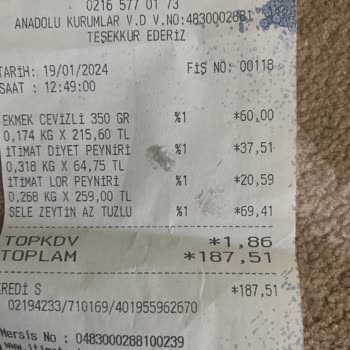 0216 577 01 73
ANADOLU KURUMLAR V.D V.NO:4830002881
TEŞEKKÜR EDERİZ
TARİH: 19/01/2024 FİŞ NO: 00118
SAAT : 12:49:00
EKMEK CEVİZLİ 350 GR %1 *60,00
0,174 KG X 215,60 TL
İTİMAT DİYET PEYNİRİ %1 *37,51
0,318 KG X 64,75 TL
İTİMAT LOR PEYNİRİ %1 *20,59
0,268 KG X 259,00 TL
SELE ZEYTİN AZ TUZLU %1 *69,41
TOPKDV *1,86
TOPLAM *187,51
REDİ S *187,51
02194233/710169/401955962670
Mersis No : 0483000288100239